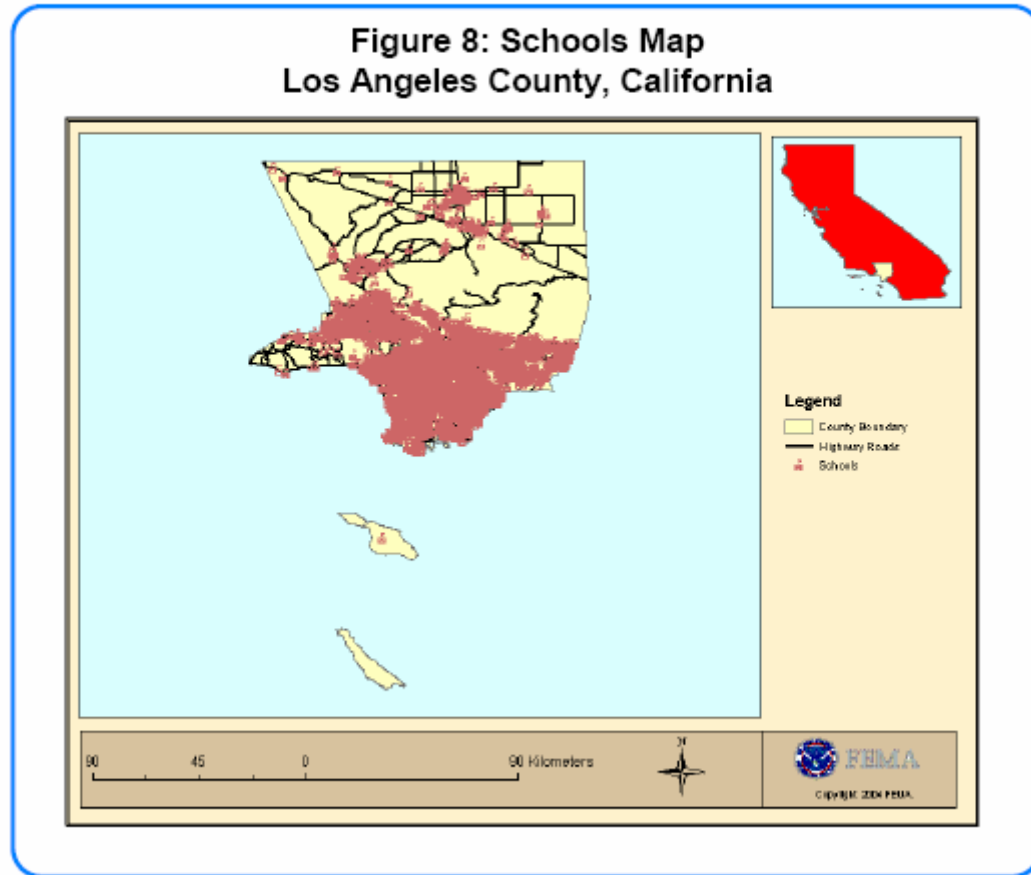 Figure 8: Schools Map
Los Angeles County, California
Legend
County Boundary
Highway Roads
Schools
90 45 0 90 Kilometers
N
FEMA
Copyright 2004 FEMA.